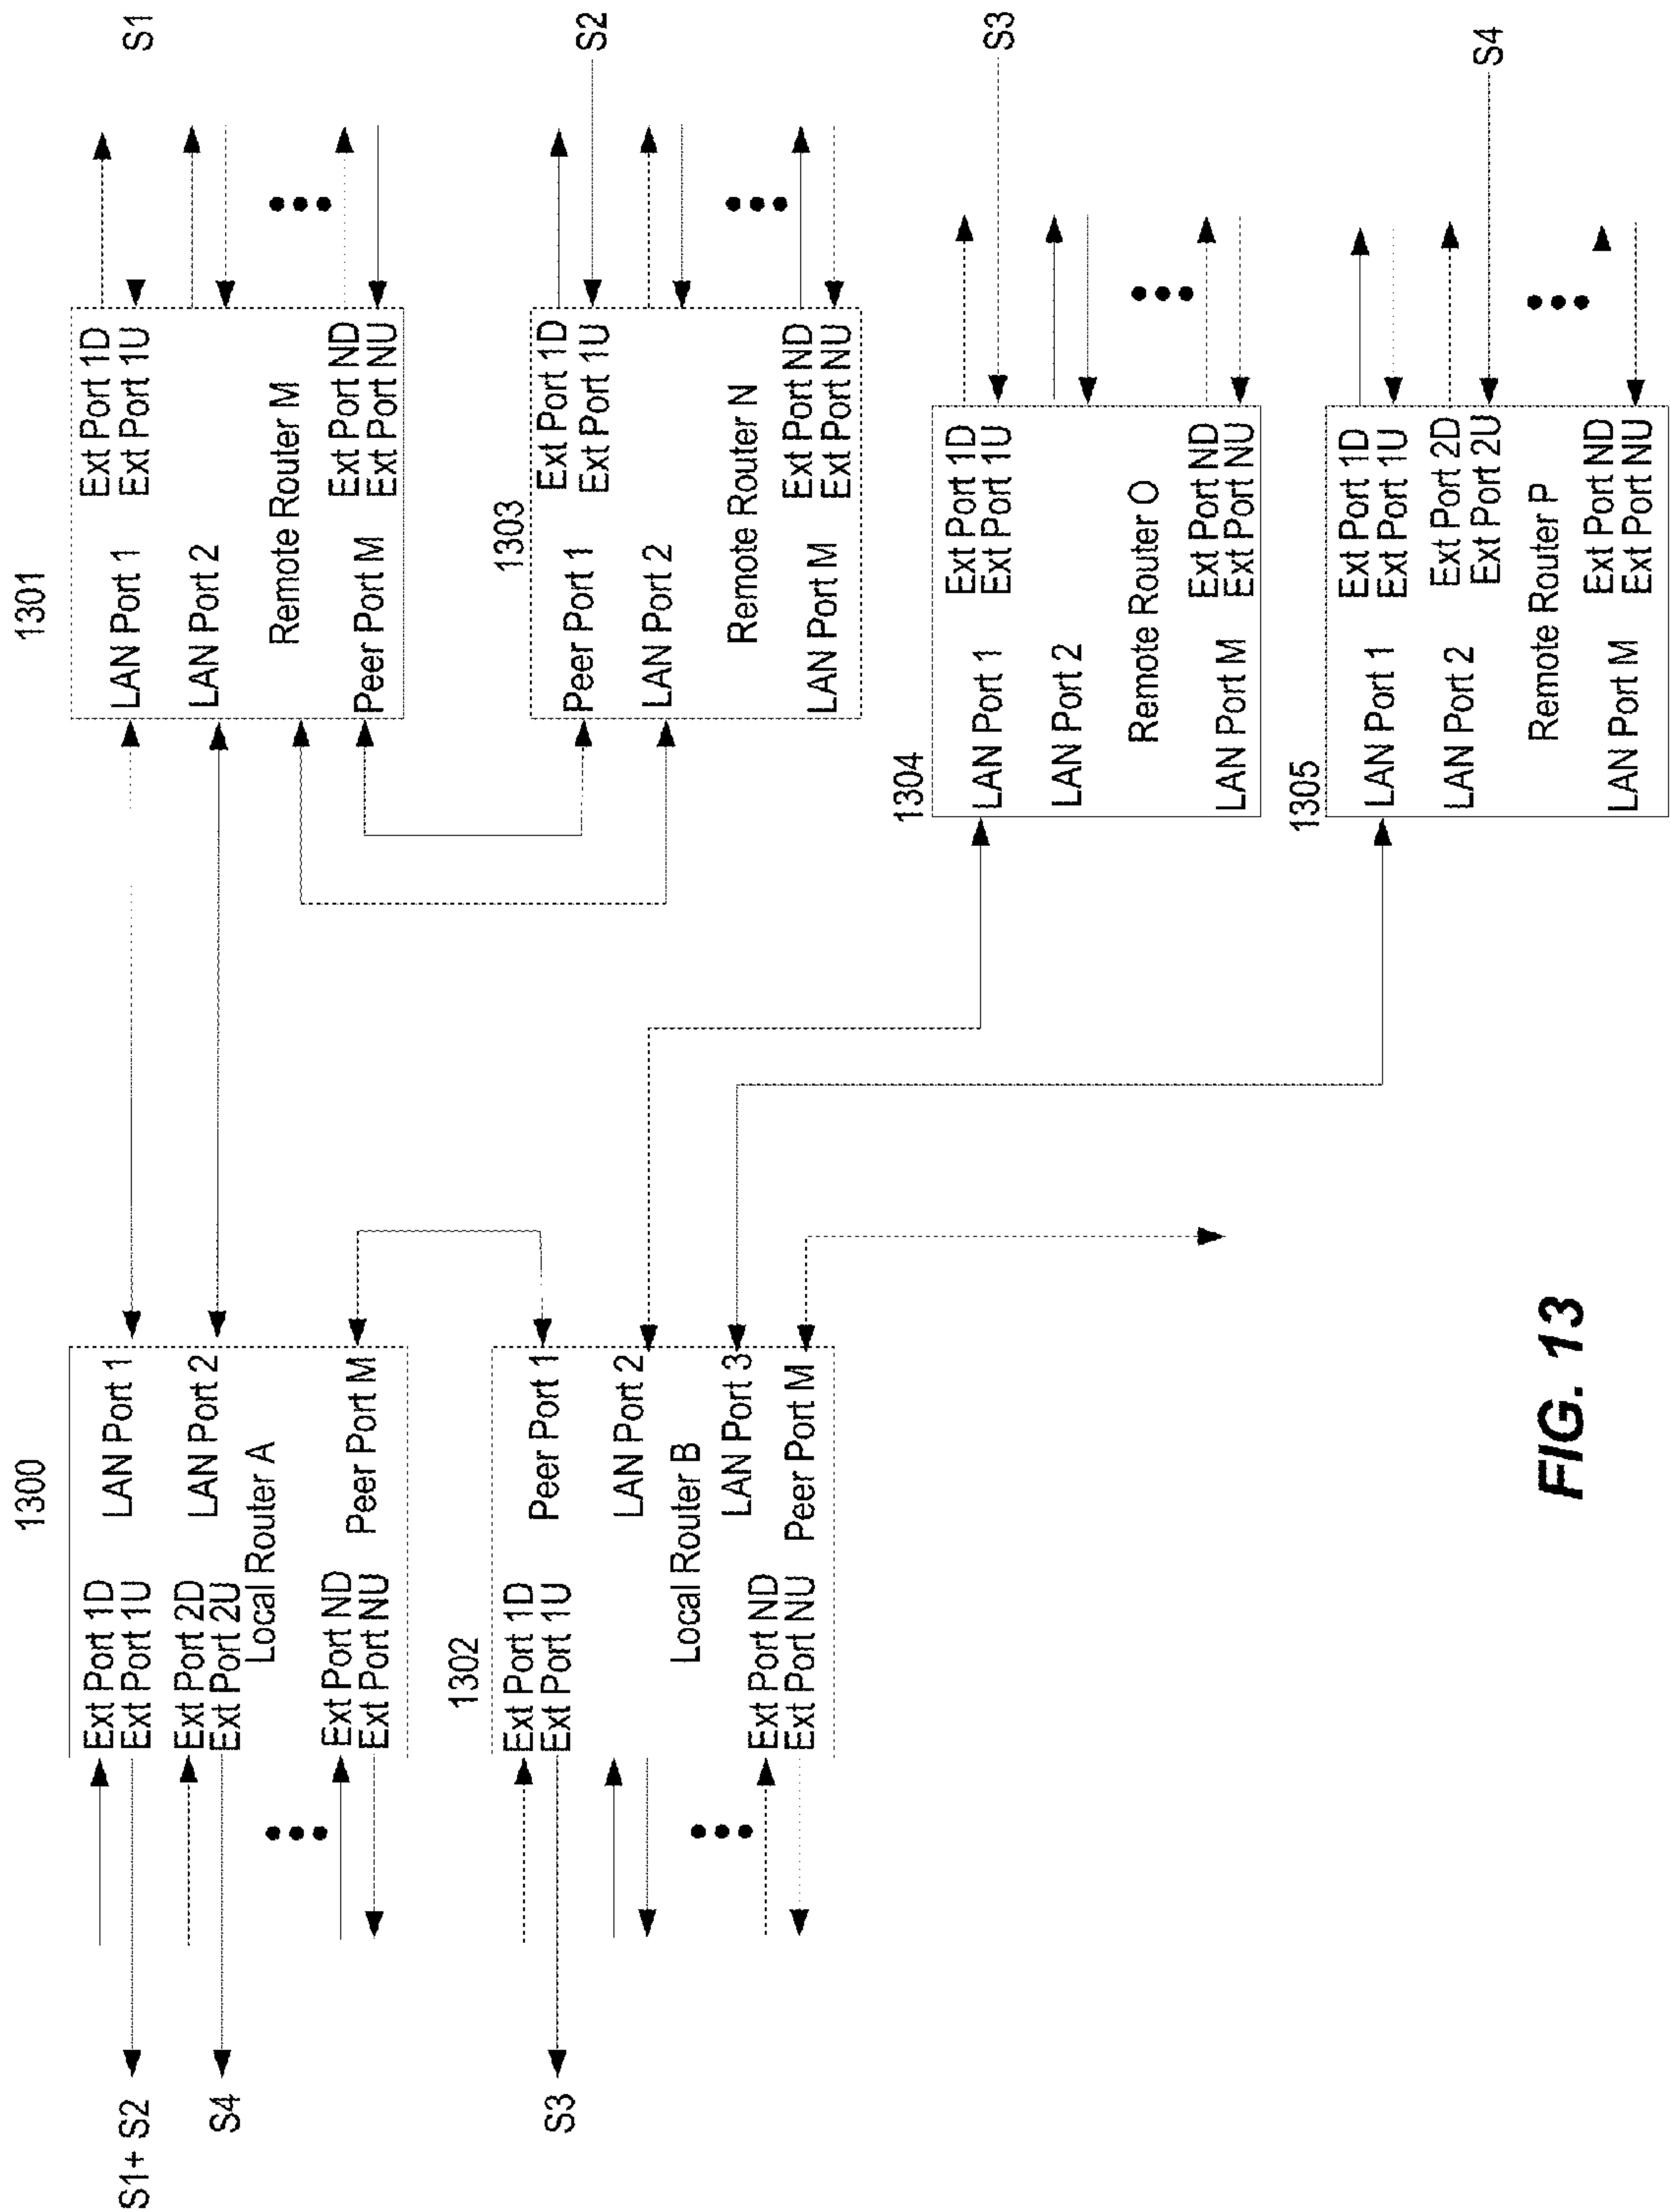 1300
Ext Port 1D
Ext Port 1U
LAN Port 1
Ext Port 2D
Ext Port 2U
LAN Port 2
Local Router A
Ext Port ND
Ext Port NU
Peer Port M
S1+ S2
S4
1301
LAN Port 1
Ext Port 1D
Ext Port 1U
LAN Port 2
Remote Router M
Peer Port M
Ext Port ND
Ext Port NU
S1
1302
Ext Port 1D
Ext Port 1U
Peer Port 1
LAN Port 2
Local Router B
LAN Port 3
Ext Port ND
Ext Port NU
Peer Port M
S3
1303
Peer Port 1
Ext Port 1D
Ext Port 1U
LAN Port 2
Remote Router N
LAN Port M
Ext Port ND
Ext Port NU
S2
1304
LAN Port 1
Ext Port 1D
Ext Port 1U
LAN Port 2
Remote Router O
LAN Port M
Ext Port ND
Ext Port NU
S3
1305
LAN Port 1
Ext Port 1D
Ext Port 1U
LAN Port 2
Ext Port 2D
Ext Port 2U
Remote Router P
LAN Port M
Ext Port ND
Ext Port NU
S4
FIG. 13